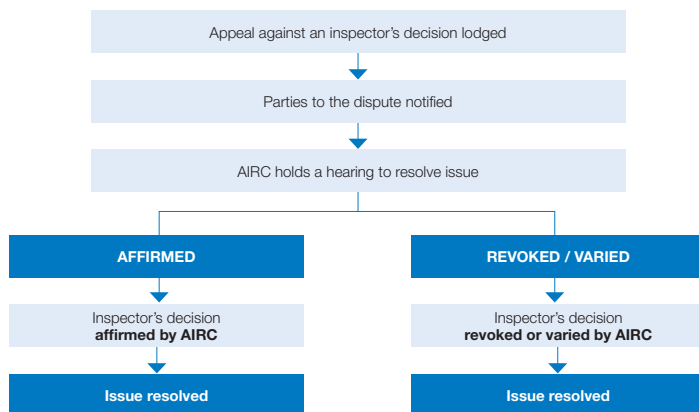 Appeal against an inspector’s decision lodged
Parties to the dispute notified
AIRC holds a hearing to resolve issue
AFFIRMED
REVOKED / VARIED
Inspector’s decision
affirmed by AIRC
Inspector’s decision
revoked or varied by AIRC
Issue resolved
Issue resolved